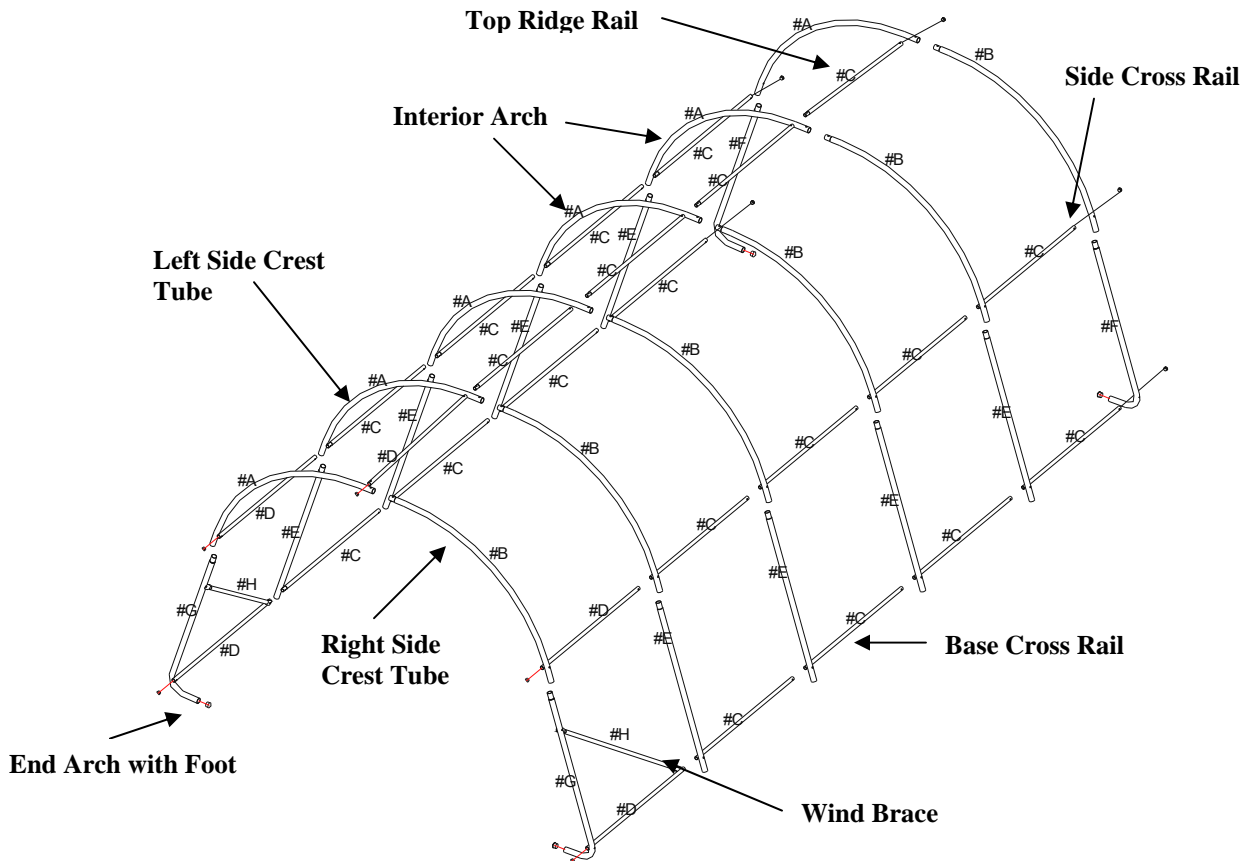 Top Ridge Rail
#A
#B
Side Cross Rail
#C
#A
Interior Arch
#F
#C
#B
#C
#A
#E
#C
#B
#C
Left Side Crest
Tube
#C
#C
#A
#F
#E
#C
#B
#C
#C
#C
#A
#E
#C
#C
#B
#D
#C
#C
#E
#A
#E
#D
#C
#E
#C
#B
#C
#E
#H
#D
#G
#E
#C
Right Side
Crest Tube
#D
Base Cross Rail
#C
#H
End Arch with Foot
#G
#D
Wind Brace